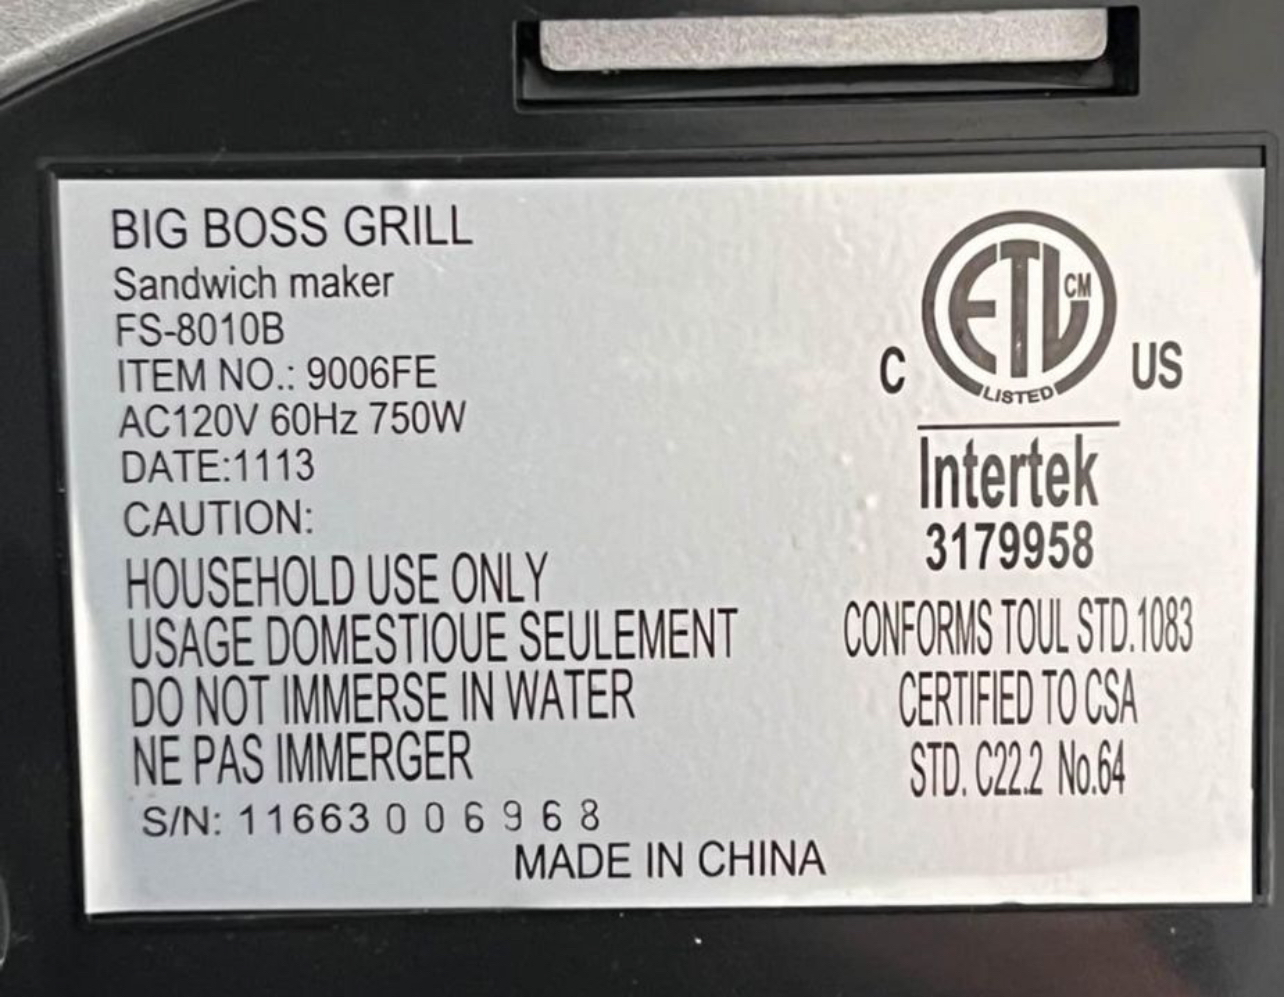 BIG BOSS GRILL
Sandwich maker
FS-8010B
ITEM NO.: 9006FE
AC120V 60Hz 750W
DATE:1113
CAUTION:
HOUSEHOLD USE ONLY
USAGE DOMESTIOUE SEULEMENT
DO NOT IMMERSE IN WATER
NE PAS IMMERGER
S/N: 11663006968
MADE IN CHINA
C ETL CM US
LISTED
Intertek
3179958
CONFORMS TOUL STD.1083
CERTIFIED TO CSA
STD. C22.2 No.64